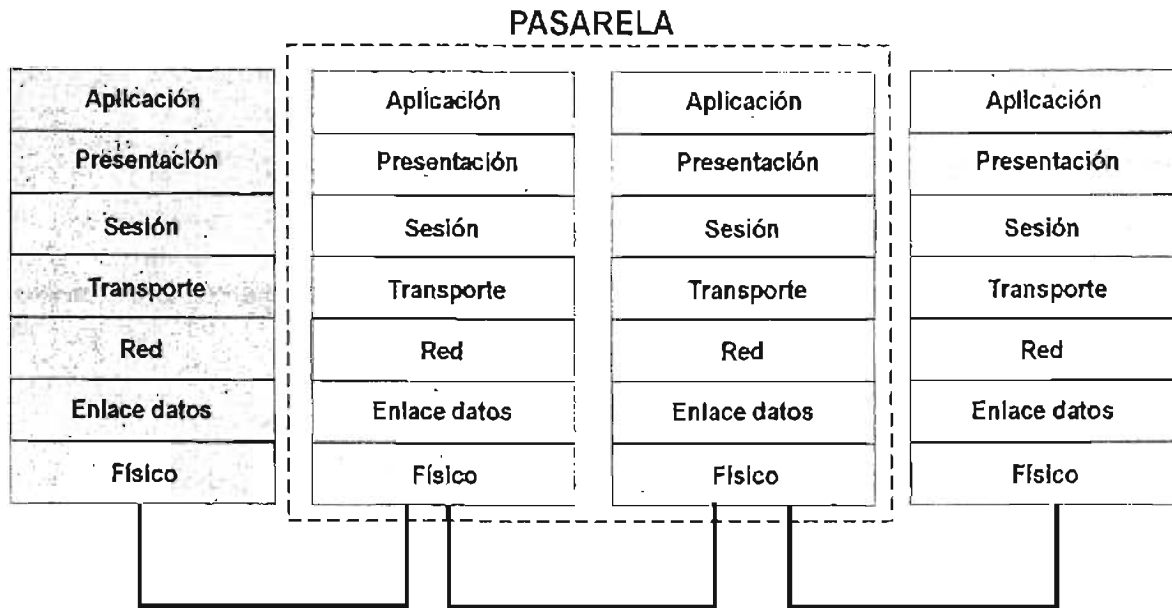 PASARELA
Aplicación Aplicación Aplicación Aplicación
Presentación Presentación Presentación Presentación
Sesión Sesión Sesión Sesión
Transporte Transporte Transporte Transporte
Red Red Red Red
Enlace datos Enlace datos Enlace datos Enlace datos
Físico Físico Físico Físico